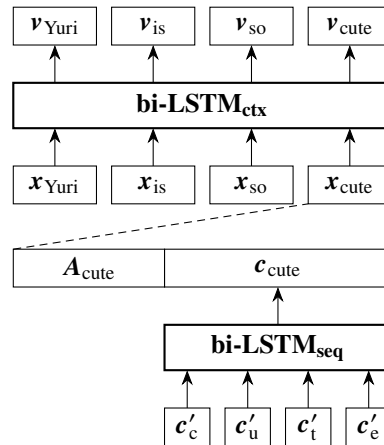 v_Yuri v_is v_so v_cute
bi-LSTM_ctx
x_Yuri x_is x_so x_cute
A_cute c_cute
bi-LSTM_seq
c′_c c′_u c′_t c′_e